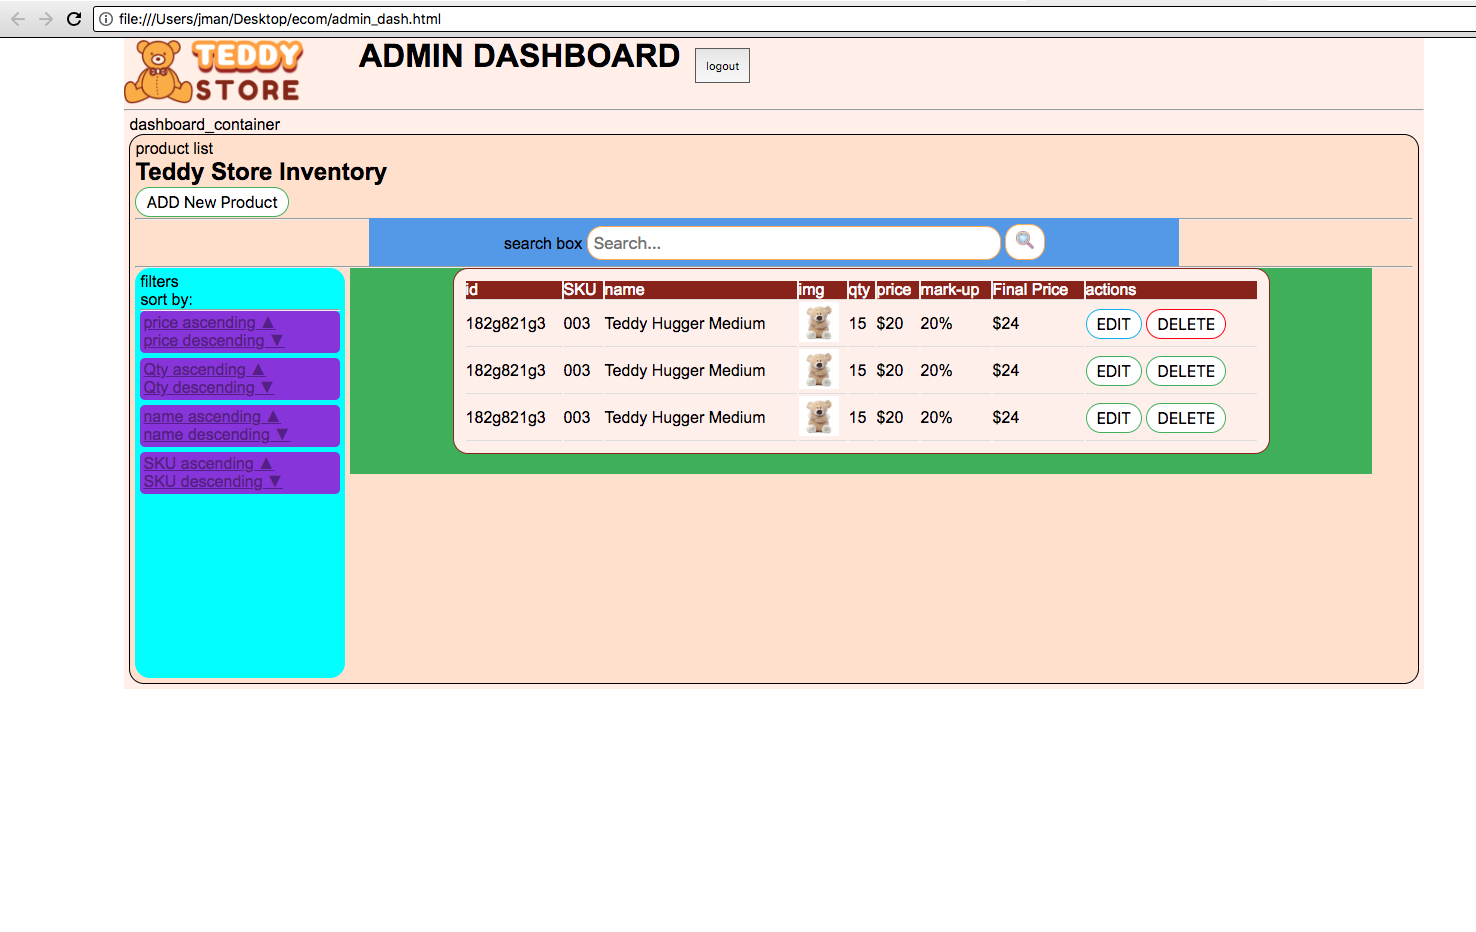 file:///Users/jman/Desktop/ecom/admin_dash.html
TEDDY
STORE
ADMIN DASHBOARD
logout
dashboard_container
product list
Teddy Store Inventory
ADD New Product
search box Search...
filters
sort by:
price ascending ▲
price descending ▼
Qty ascending ▲
Qty descending ▼
name ascending ▲
name descending ▼
SKU ascending ▲
SKU descending ▼
id SKU name img qty price mark-up Final Price actions
182g821g3 003 Teddy Hugger Medium 15 $20 20% $24 EDIT DELETE
182g821g3 003 Teddy Hugger Medium 15 $20 20% $24 EDIT DELETE
182g821g3 003 Teddy Hugger Medium 15 $20 20% $24 EDIT DELETE